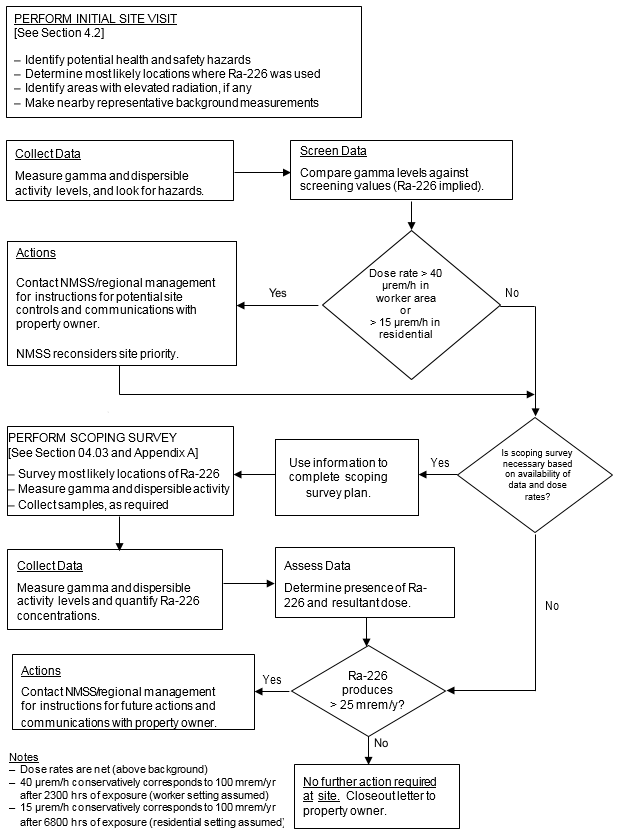 PERFORM INITIAL SITE VISIT
[See Section 4.2]
– Identify potential health and safety hazards
– Determine most likely locations where Ra-226 was used
– Identify areas with elevated radiation, if any
– Make nearby representative background measurements
Collect Data
Measure gamma and dispersible
activity levels, and look for hazards.
Screen Data
Compare gamma levels against
screening values (Ra-226 implied).
Actions
Contact NMSS/regional management
for instructions for potential site
controls and communications with
property owner.
NMSS reconsiders site priority.
Yes
Dose rate > 40
µrem/h in
worker area
or
> 15 µrem/h in
residential
No
PERFORM SCOPING SURVEY
[See Section 04.03 and Appendix A]
– Survey most likely locations of Ra-226
– Measure gamma and dispersible activity
– Collect samples, as required
Use information to
complete scoping
survey plan.
Yes
Is scoping survey
necessary based
on availability of
data and dose
rates?
Collect Data
Measure gamma and dispersible
activity levels and quantify Ra-226
concentrations.
Assess Data
Determine presence of Ra-
226 and resultant dose.
No
Actions
Contact NMSS/regional management
for instructions for future actions and
communications with property owner.
Yes
Ra-226
produces
> 25 mrem/y?
No
Notes
– Dose rates are net (above background)
– 40 µrem/h conservatively corresponds to 100 mrem/yr
after 2300 hrs of exposure (worker setting assumed)
– 15 µrem/h conservatively corresponds to 100 mrem/yr
after 6800 hrs of exposure (residential setting assumed)
No further action required
at site. Closeout letter to
property owner.